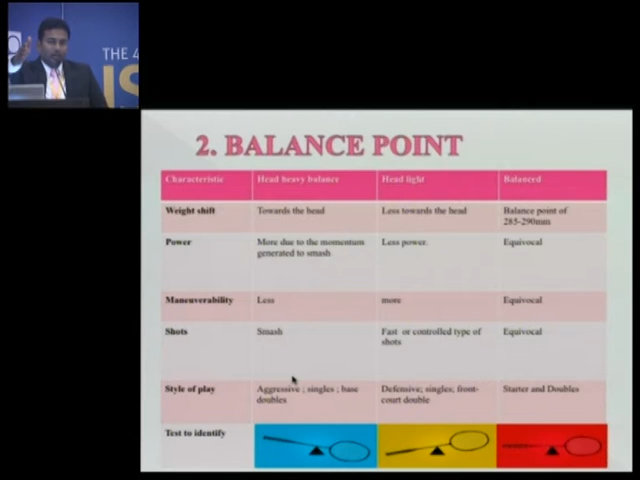 THE 4
IS
2. BALANCE POINT
Characteristic Head heavy balance Head light Balanced
Weight shift Towards the head Less towards the head Balance point of
285-290mm
Power More due to the momentum Less power. Equivocal
generated to smash
Maneuverability Less more Equivocal
Shots Smash Fast or controlled type of Equivocal
shots
Style of play Aggressive ; singles ; base Defensive; singles; front- Starter and Doubles
doubles court double
Test to identify